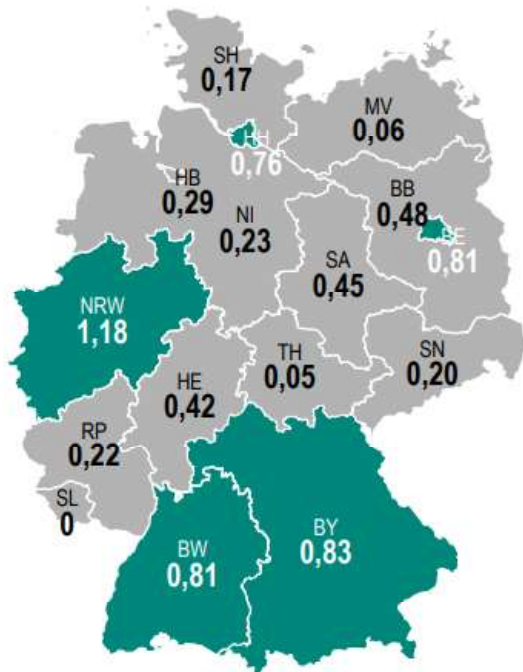 SH
0,17
MV
0,06
HH
0,76
HB
0,29
BB
0,48
NI
0,23
BE
0,81
SA
0,45
NRW
1,18
TH
0,05
SN
0,20
HE
0,42
RP
0,22
SL
0
BW
0,81
BY
0,83